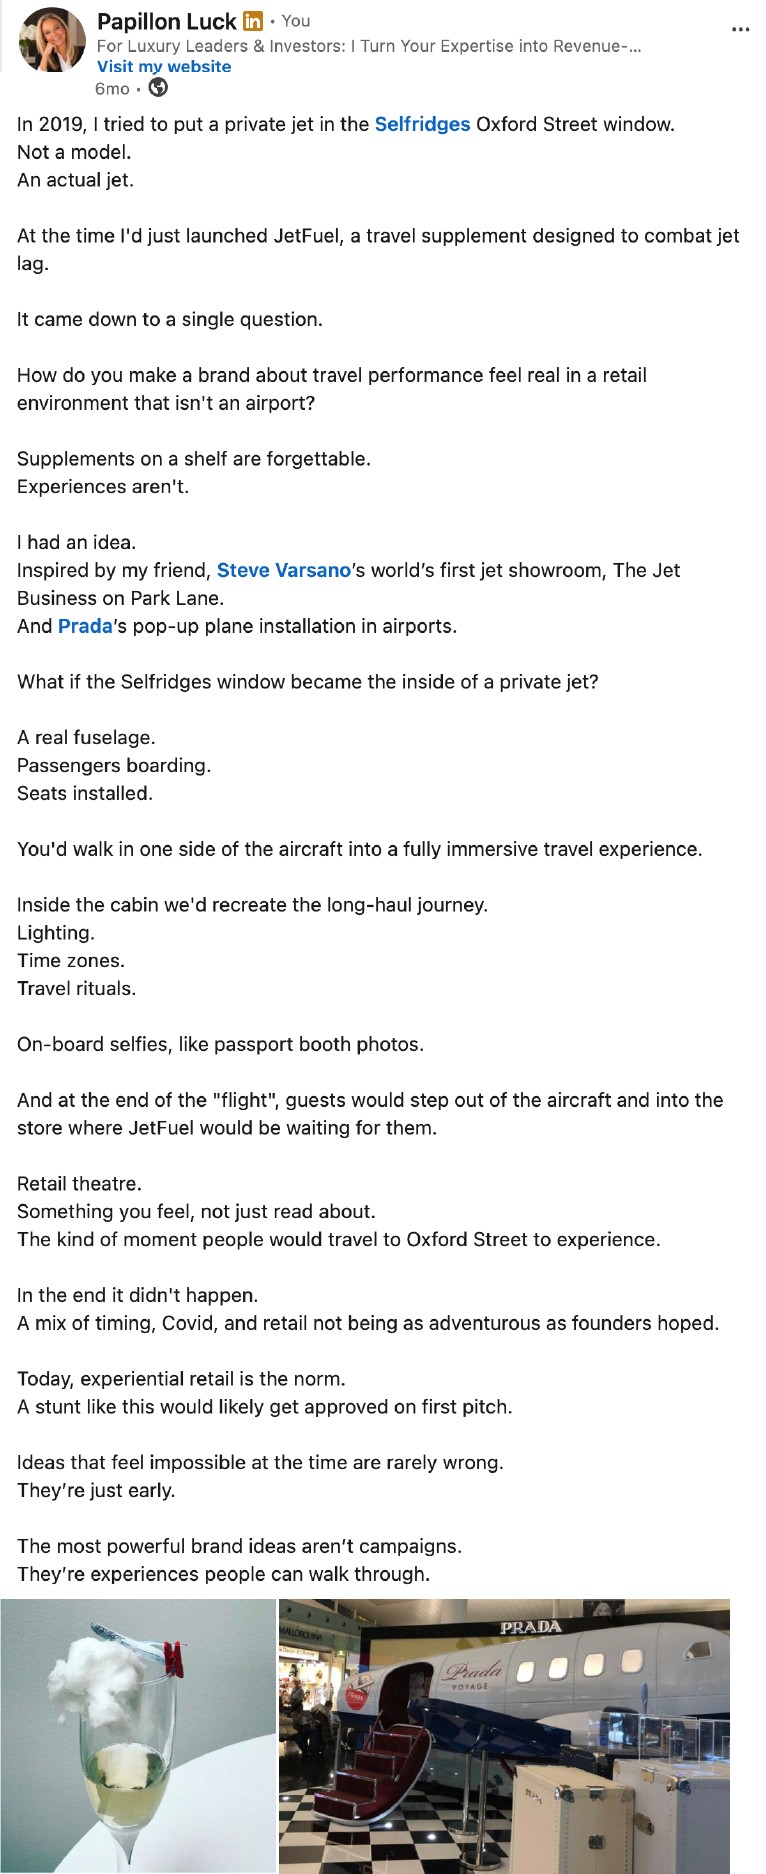 Papillon Luck in • You
For Luxury Leaders & Investors: I Turn Your Expertise into Revenue-...
Visit my website
6mo •
In 2019, I tried to put a private jet in the Selfridges Oxford Street window.
Not a model.
An actual jet.
At the time I'd just launched JetFuel, a travel supplement designed to combat jet
lag.
It came down to a single question.
How do you make a brand about travel performance feel real in a retail
environment that isn't an airport?
Supplements on a shelf are forgettable.
Experiences aren't.
I had an idea.
Inspired by my friend, Steve Varsano’s world’s first jet showroom, The Jet
Business on Park Lane.
And Prada’s pop-up plane installation in airports.
What if the Selfridges window became the inside of a private jet?
A real fuselage.
Passengers boarding.
Seats installed.
You'd walk in one side of the aircraft into a fully immersive travel experience.
Inside the cabin we'd recreate the long-haul journey.
Lighting.
Time zones.
Travel rituals.
On-board selfies, like passport booth photos.
And at the end of the "flight", guests would step out of the aircraft and into the
store where JetFuel would be waiting for them.
Retail theatre.
Something you feel, not just read about.
The kind of moment people would travel to Oxford Street to experience.
In the end it didn't happen.
A mix of timing, Covid, and retail not being as adventurous as founders hoped.
Today, experiential retail is the norm.
A stunt like this would likely get approved on first pitch.
Ideas that feel impossible at the time are rarely wrong.
They’re just early.
The most powerful brand ideas aren’t campaigns.
They’re experiences people can walk through.
PRADA
MALLORQUINA
Prada
VOYAGE